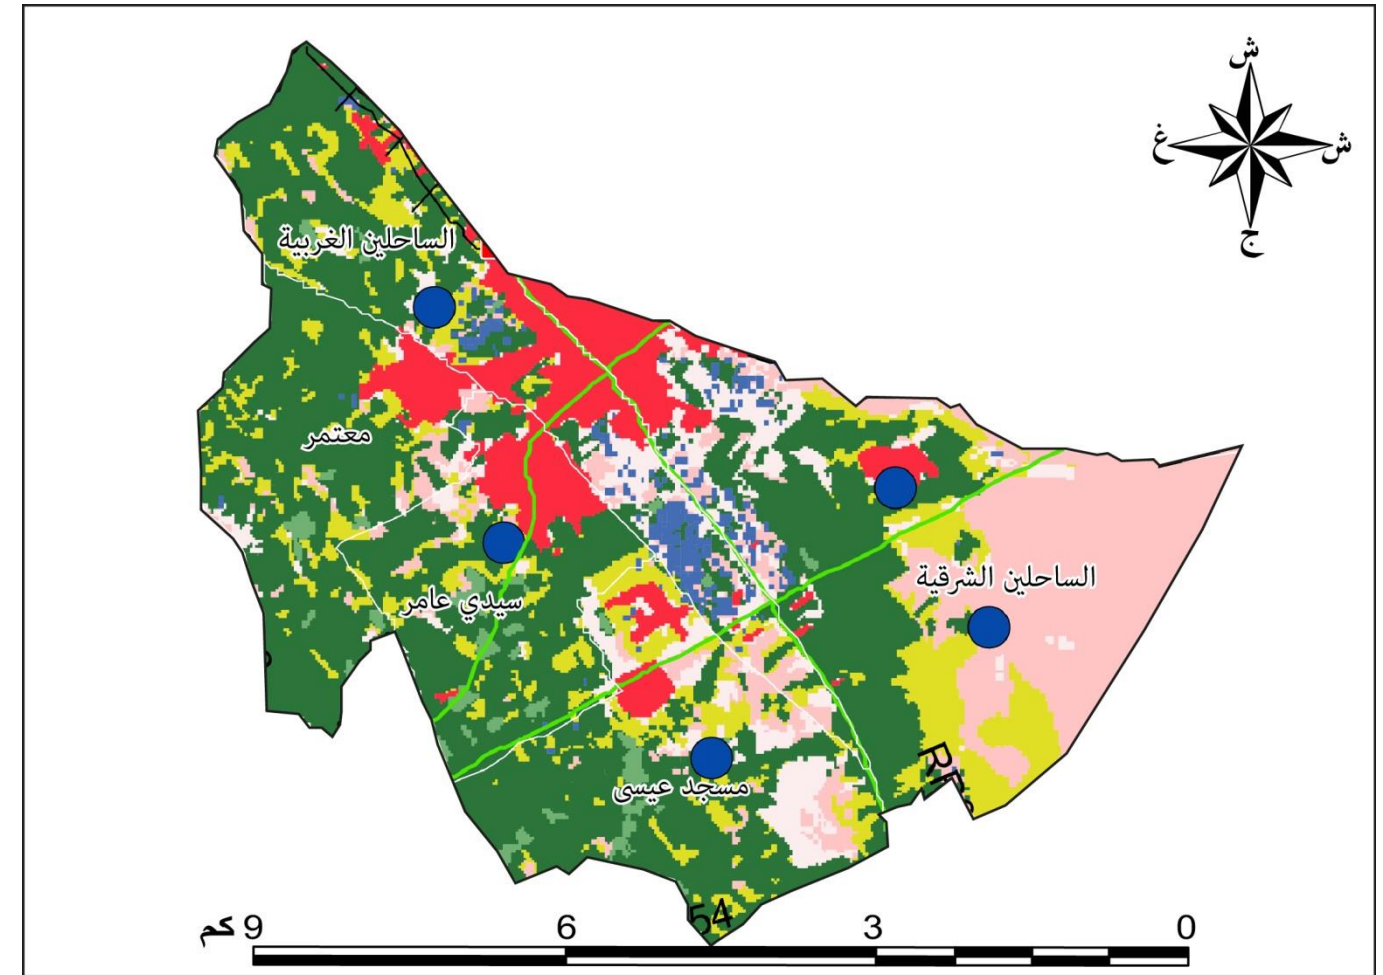 ش
غ
ش
ج
الساحلين الغربية
معتمر
الساحلين الشرقية
سيدي عامر
مسجد عيسى
54
كم 9 6 3 0